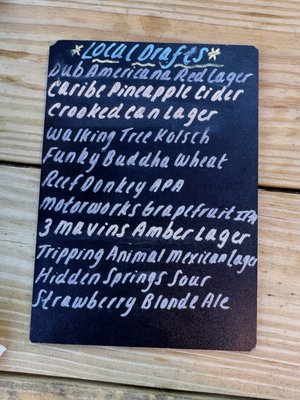 Local Drafts
Dub Americana Red Lager
Caribe Pineapple Cider
Crooked Can Lager
Walking Tree Kolsch
Funky Buddha Wheat
Reef Donkey APA
Motorworks Grapefruit IPA
3 mavins Amber Lager
Tripping Animal Mexican Lager
Hidden Springs Sour
Strawberry Blonde Ale